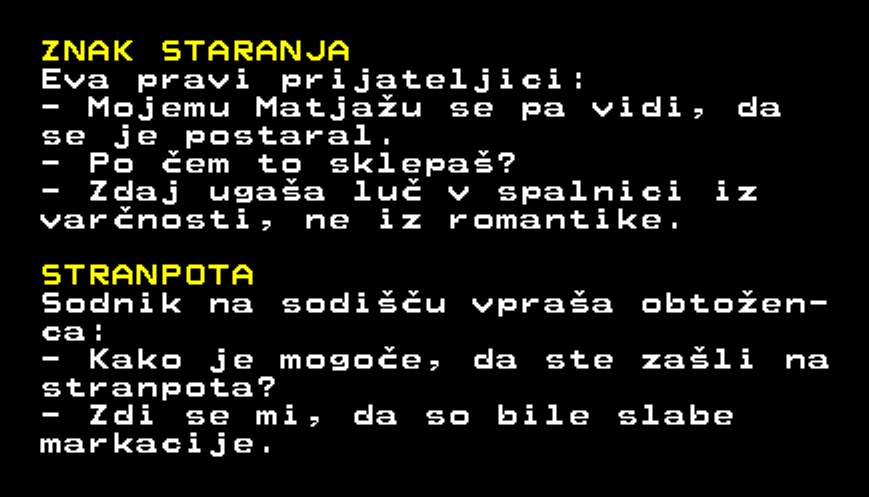 ZNAK STARANJA
Eva pravi prijateljici:
- Mojemu Matjažu se pa vidi, da
se je postaral.
- Po čem to sklepaš?
- Zdaj ugaša luč v spalnici iz
varčnosti, ne iz romantike.
STRANPOTA
Sodnik na sodišču vpraša obtožen-
ca:
- Kako je mogoče, da ste zašli na
stranpota?
- Zdi se mi, da so bile slabe
markacije.